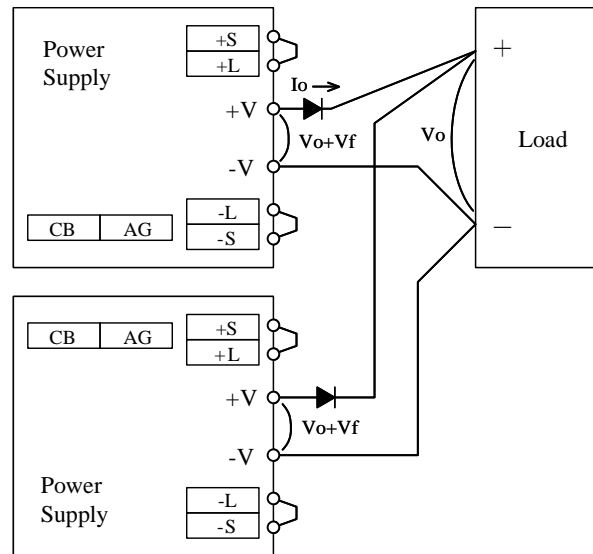 Power
Supply
+S
+L
+V
Vo+Vf
-V
-L
-S
CB AG
Io
Vo
+
Load
−
CB AG
+S
+L
+V
Vo+Vf
-V
Power
Supply
-L
-S